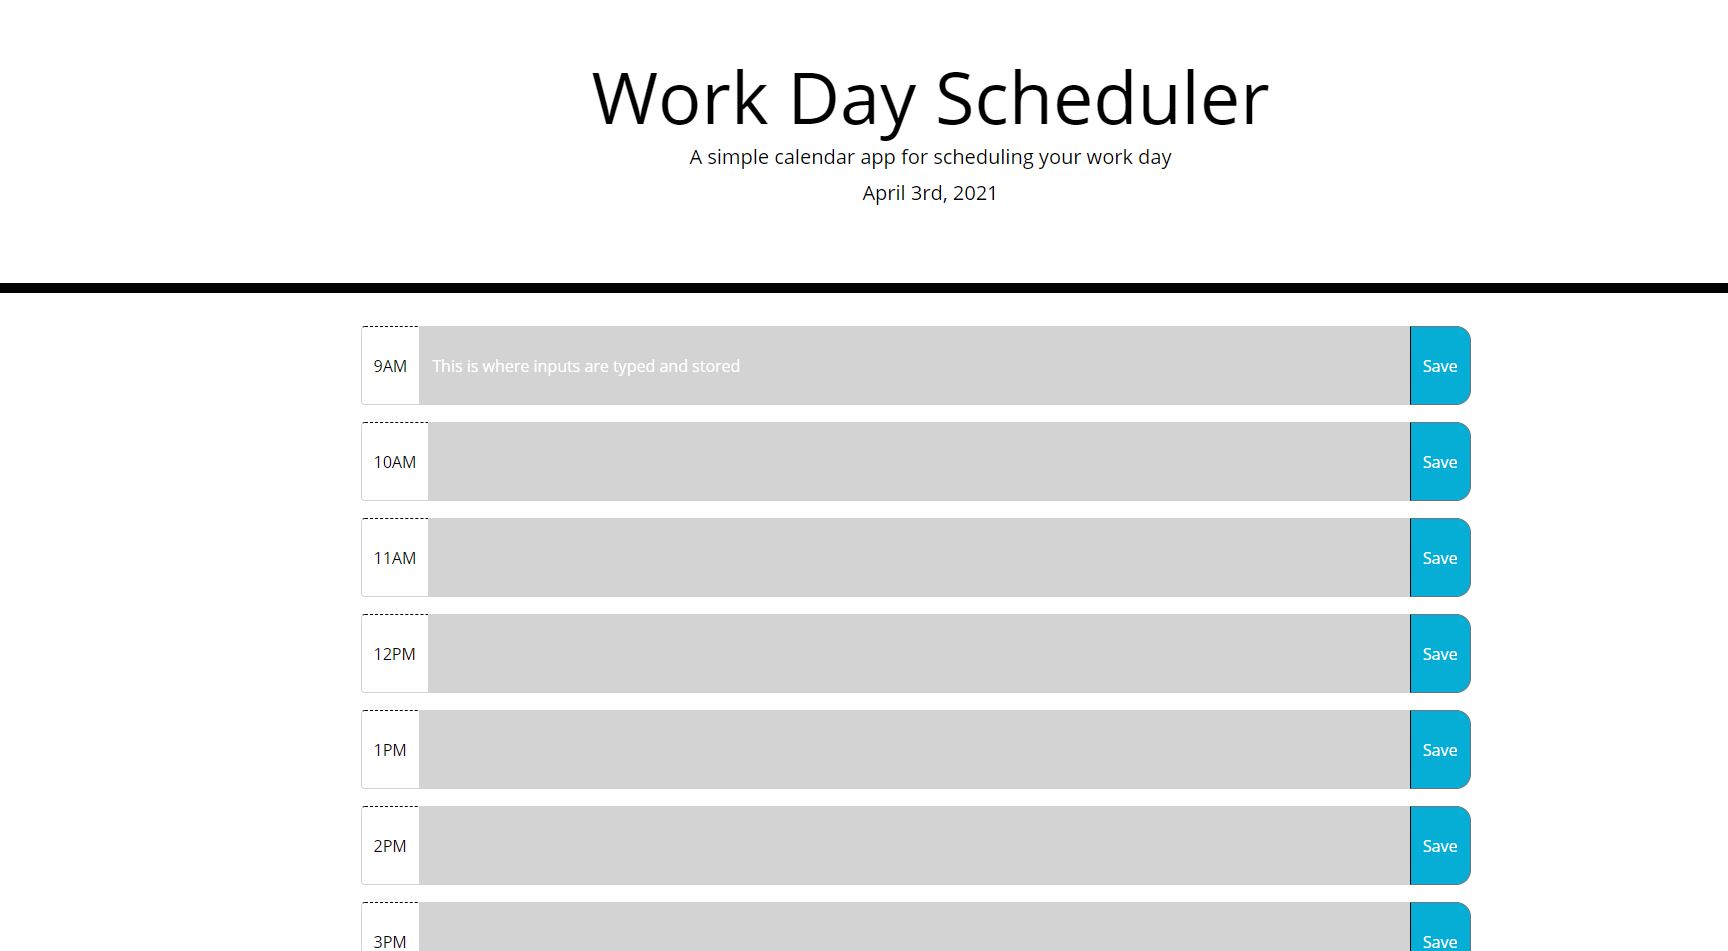 Work Day Scheduler
A simple calendar app for scheduling your work day
April 3rd, 2021
9AM This is where inputs are typed and stored Save
10AM Save
11AM Save
12PM Save
1PM Save
2PM Save
3PM Save